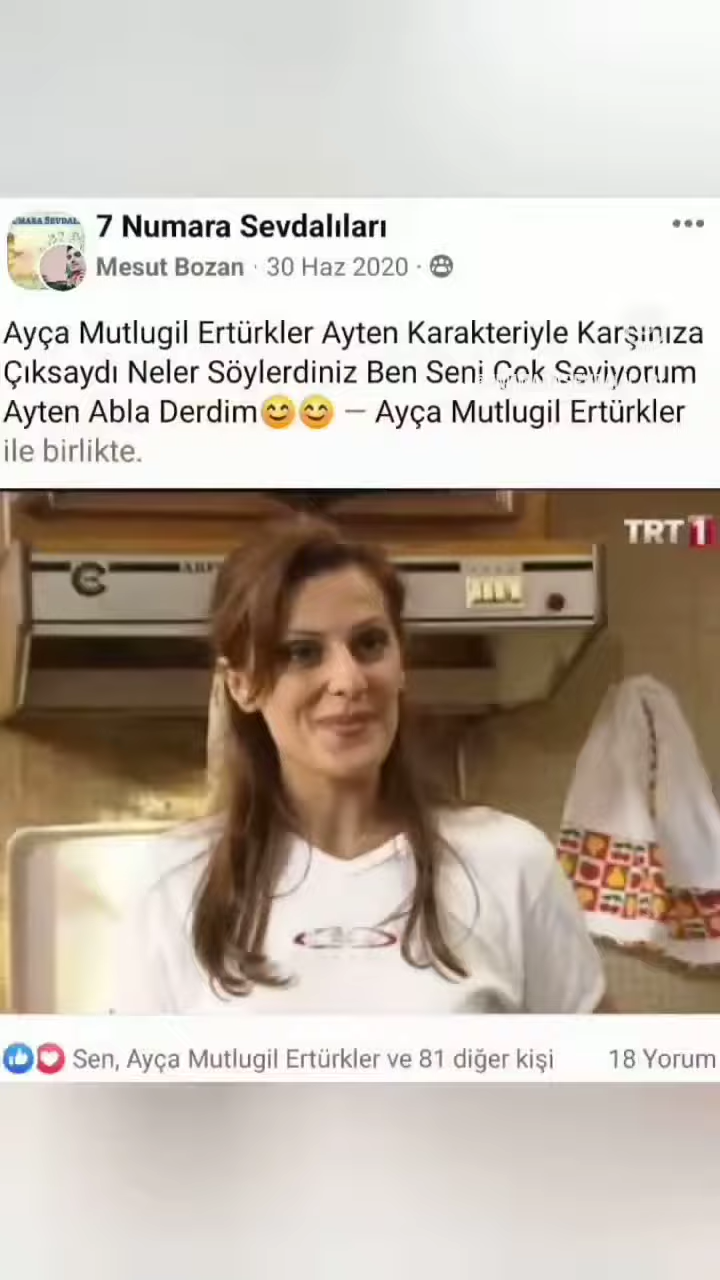 7 Numara Sevdalıları
Mesut Bozan · 30 Haz 2020 ·
Ayça Mutlugil Ertürkler Ayten Karakteriyle Karşınıza
Çıksaydı Neler Söylerdiniz Ben Seni Çok Seviyorum
Ayten Abla Derdim😊😊 — Ayça Mutlugil Ertürkler
ile birlikte.
TRT 1
Sen, Ayça Mutlugil Ertürkler ve 81 diğer kişi
18 Yorum